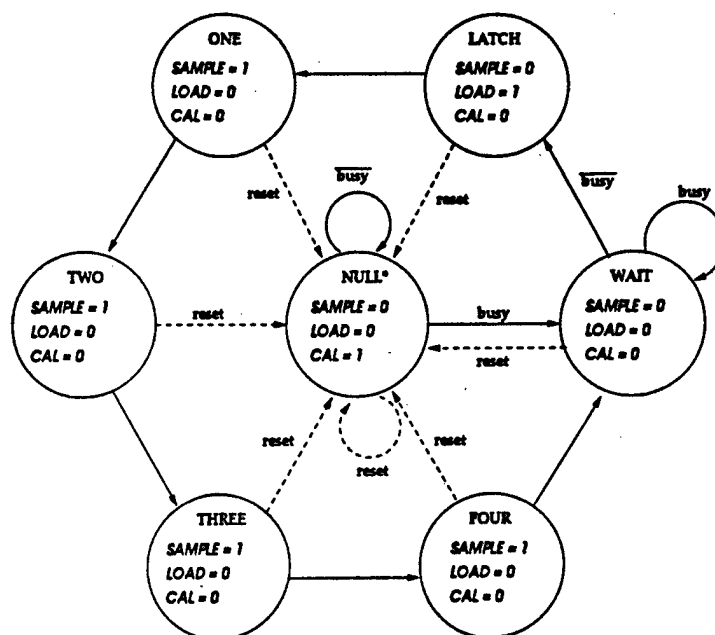 ONE
SAMPLE = 1
LOAD = 0
CAL = 0
LATCH
SAMPLE = 0
LOAD = 1
CAL = 0
reset
busy
reset
busy
busy
TWO
SAMPLE = 1
LOAD = 0
CAL = 0
reset
NULL*
SAMPLE = 0
LOAD = 0
CAL = 1
busy
reset
WAIT
SAMPLE = 0
LOAD = 0
CAL = 0
reset
reset
reset
THREE
SAMPLE = 1
LOAD = 0
CAL = 0
FOUR
SAMPLE = 1
LOAD = 0
CAL = 0